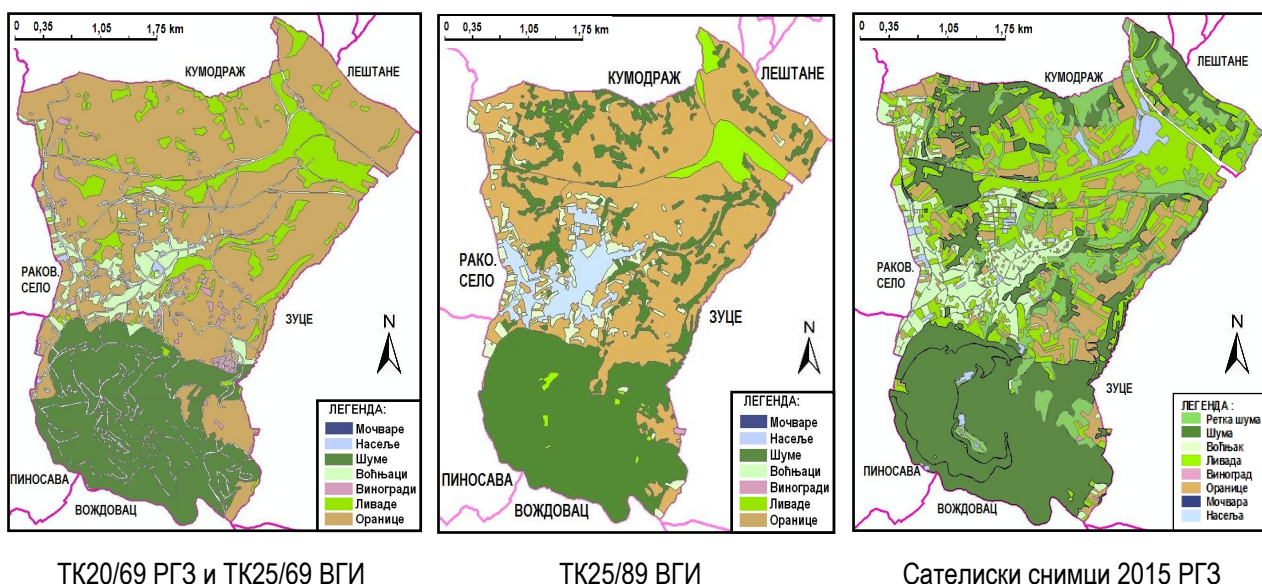 0 0,35 1,05 1,75 km
КУМОДРАЖ
ЛЕШТАНЕ
РАКОВ.
СЕЛО
ЗУЦЕ
N
ПИНОСАВА
ВОЖДОВАЦ
ЛЕГЕНДА:
Мочваре
Насеље
Шуме
Воћњаци
Виногради
Ливаде
Оранице
ТК20/69 РГЗ и ТК25/69 ВГИ
0 0,35 1,05 1,75 km
КУМОДРАЖ
ЛЕШТАНЕ
РАКО.
СЕЛО
ЗУЦЕ
N
ПИНОСАВА
ВОЖДОВАЦ
ЛЕГЕНДА:
Мочваре
Насеље
Шуме
Воћњаци
Виногради
Ливаде
Оранице
ТК25/89 ВГИ
0 0,35 1,05 1,75 km
КУМОДРАЖ
ЛЕШТАНЕ
РАКОВ.
СЕЛО
ЗУЦЕ
N
ПИНОСАВА
ВОЖДОВАЦ
ЛЕГЕНДА :
Ретка шума
Шума
Воћњак
Ливада
Виноград
Оранице
Мочвара
Насеља
Сателиски снимци 2015 РГЗ